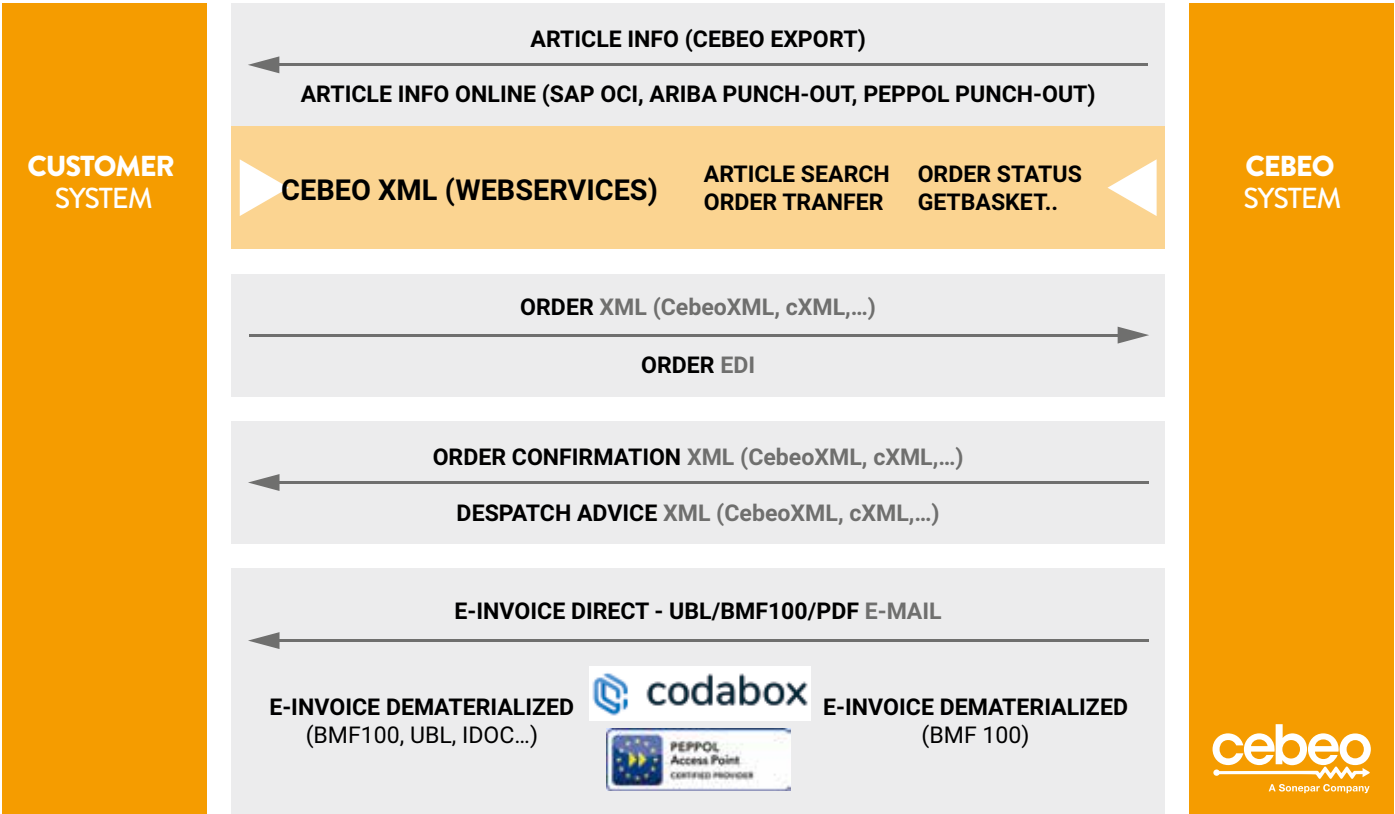 ARTICLE INFO (CEBEO EXPORT)
ARTICLE INFO ONLINE (SAP OCI, ARIBA PUNCH-OUT, PEPPOL PUNCH-OUT)
CUSTOMER
SYSTEM
CEBEO XML (WEBSERVICES)
ARTICLE SEARCH
ORDER TRANFER
ORDER STATUS
GETBASKET..
CEBEO
SYSTEM
ORDER XML (CebeoXML, cXML,…)
ORDER EDI
ORDER CONFIRMATION XML (CebeoXML, cXML,…)
DESPATCH ADVICE XML (CebeoXML, cXML,…)
E-INVOICE DIRECT - UBL/BMF100/PDF E-MAIL
E-INVOICE DEMATERIALIZED
(BMF100, UBL, IDOC…)
codabox
PEPPOL
Access Point
CERTIFIED PROVIDER
E-INVOICE DEMATERIALIZED
(BMF 100)
cebeo
A Sonepar Company